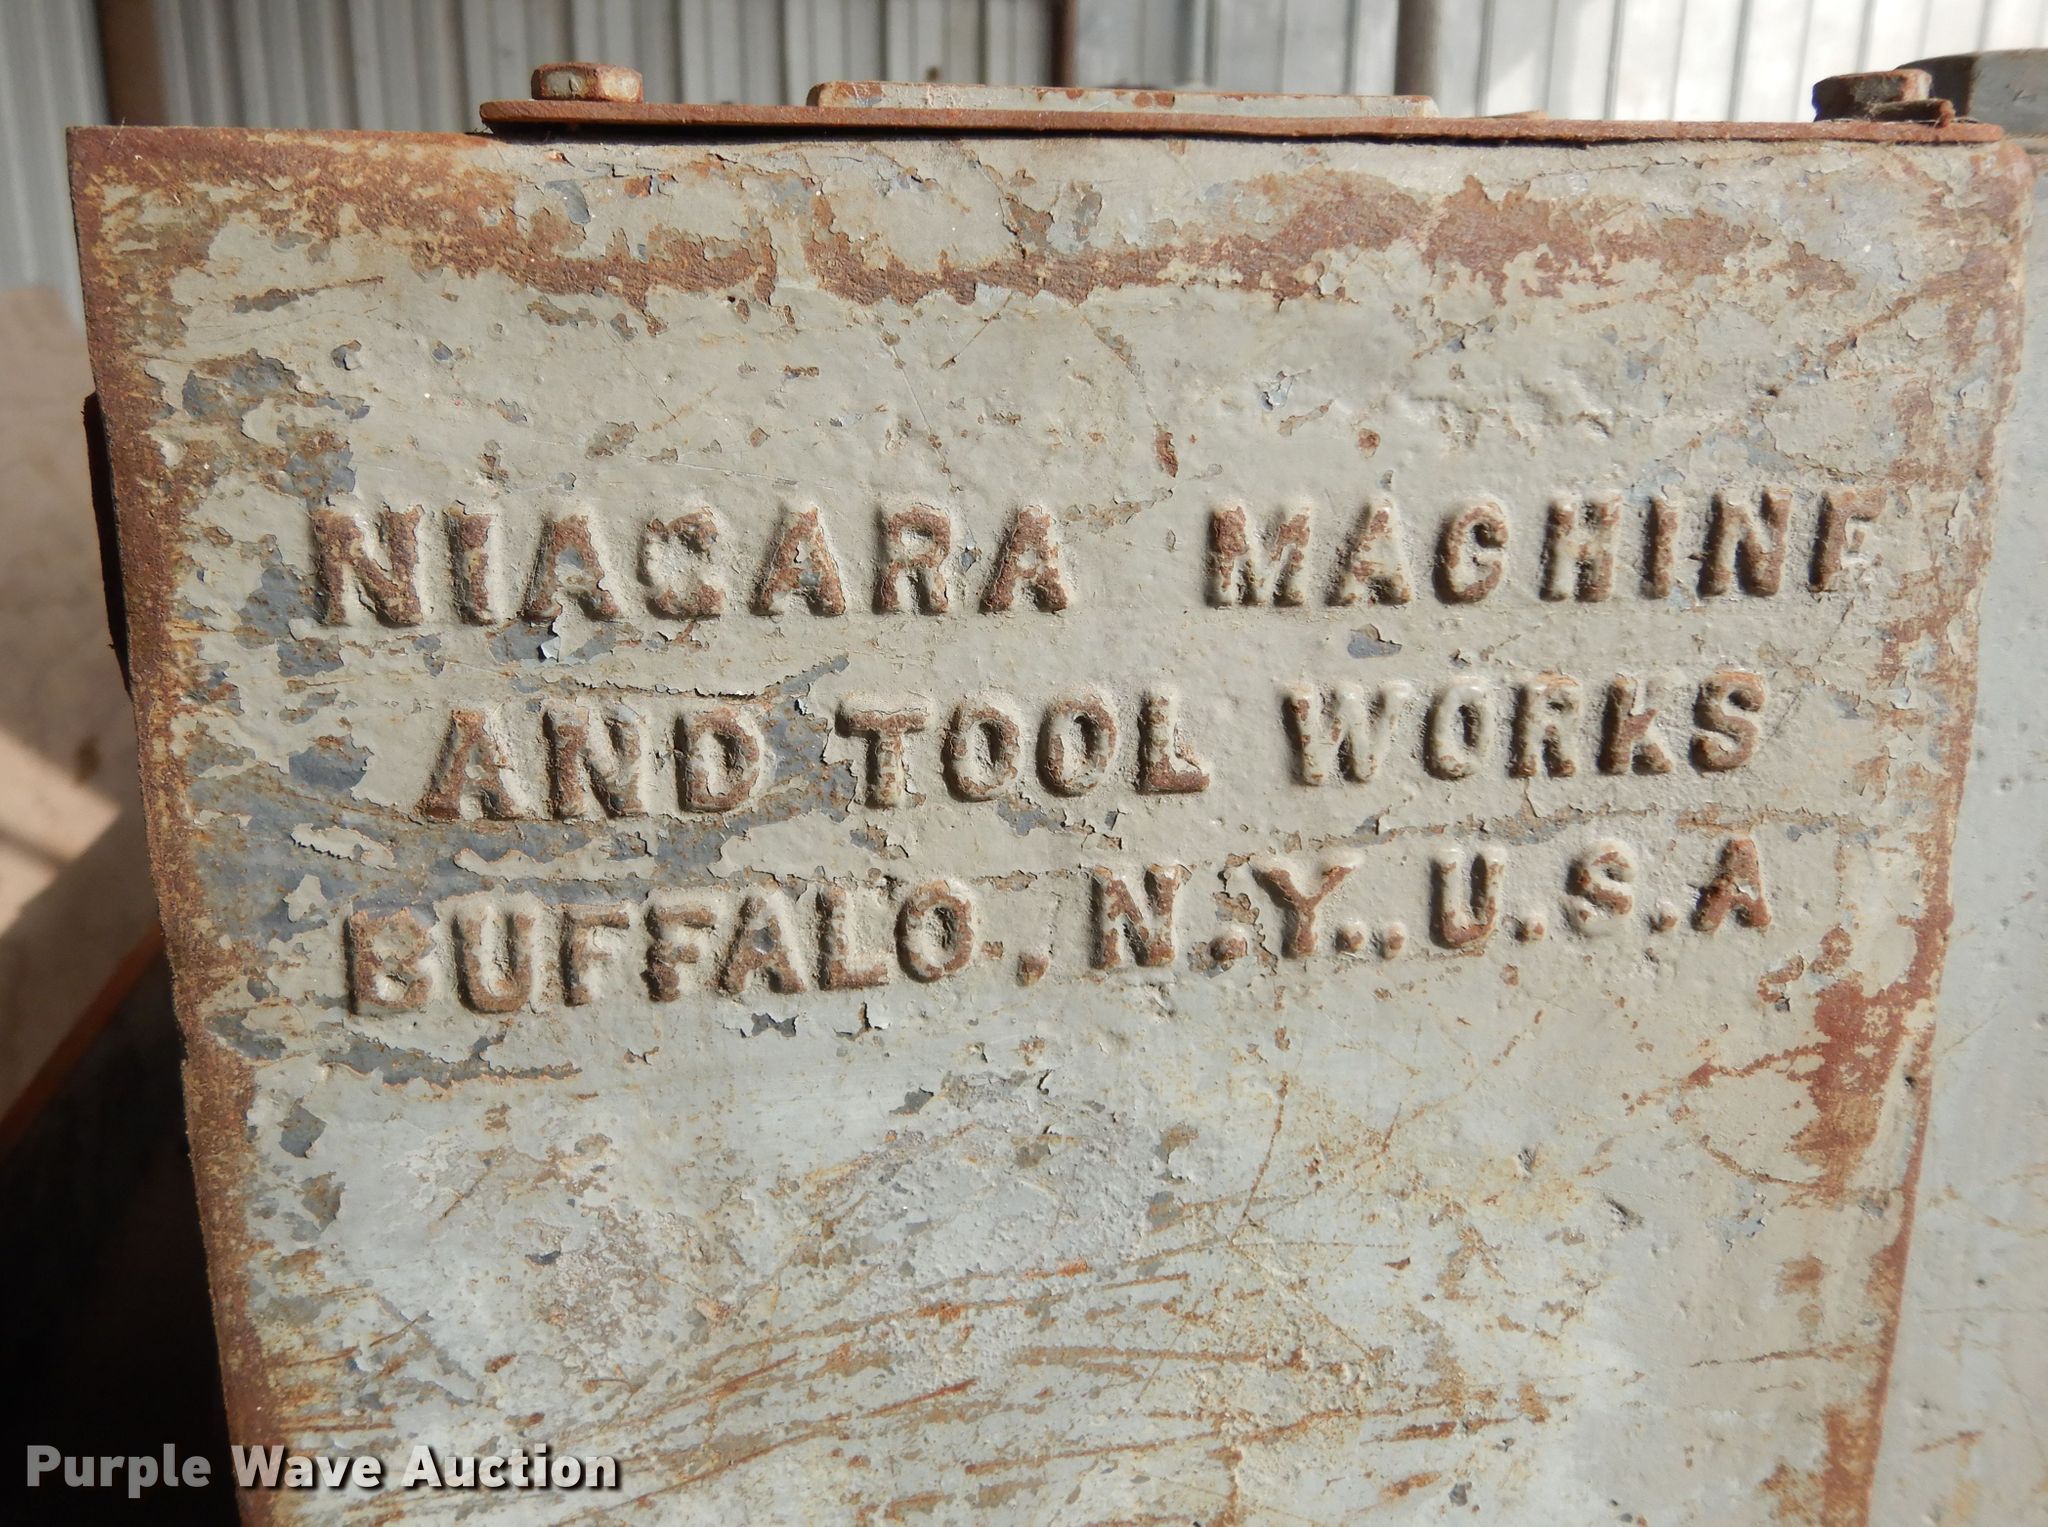 NIAGARA MACHINE
AND TOOL WORKS
BUFFALO., N.Y., U.S.A
Purple Wave Auction